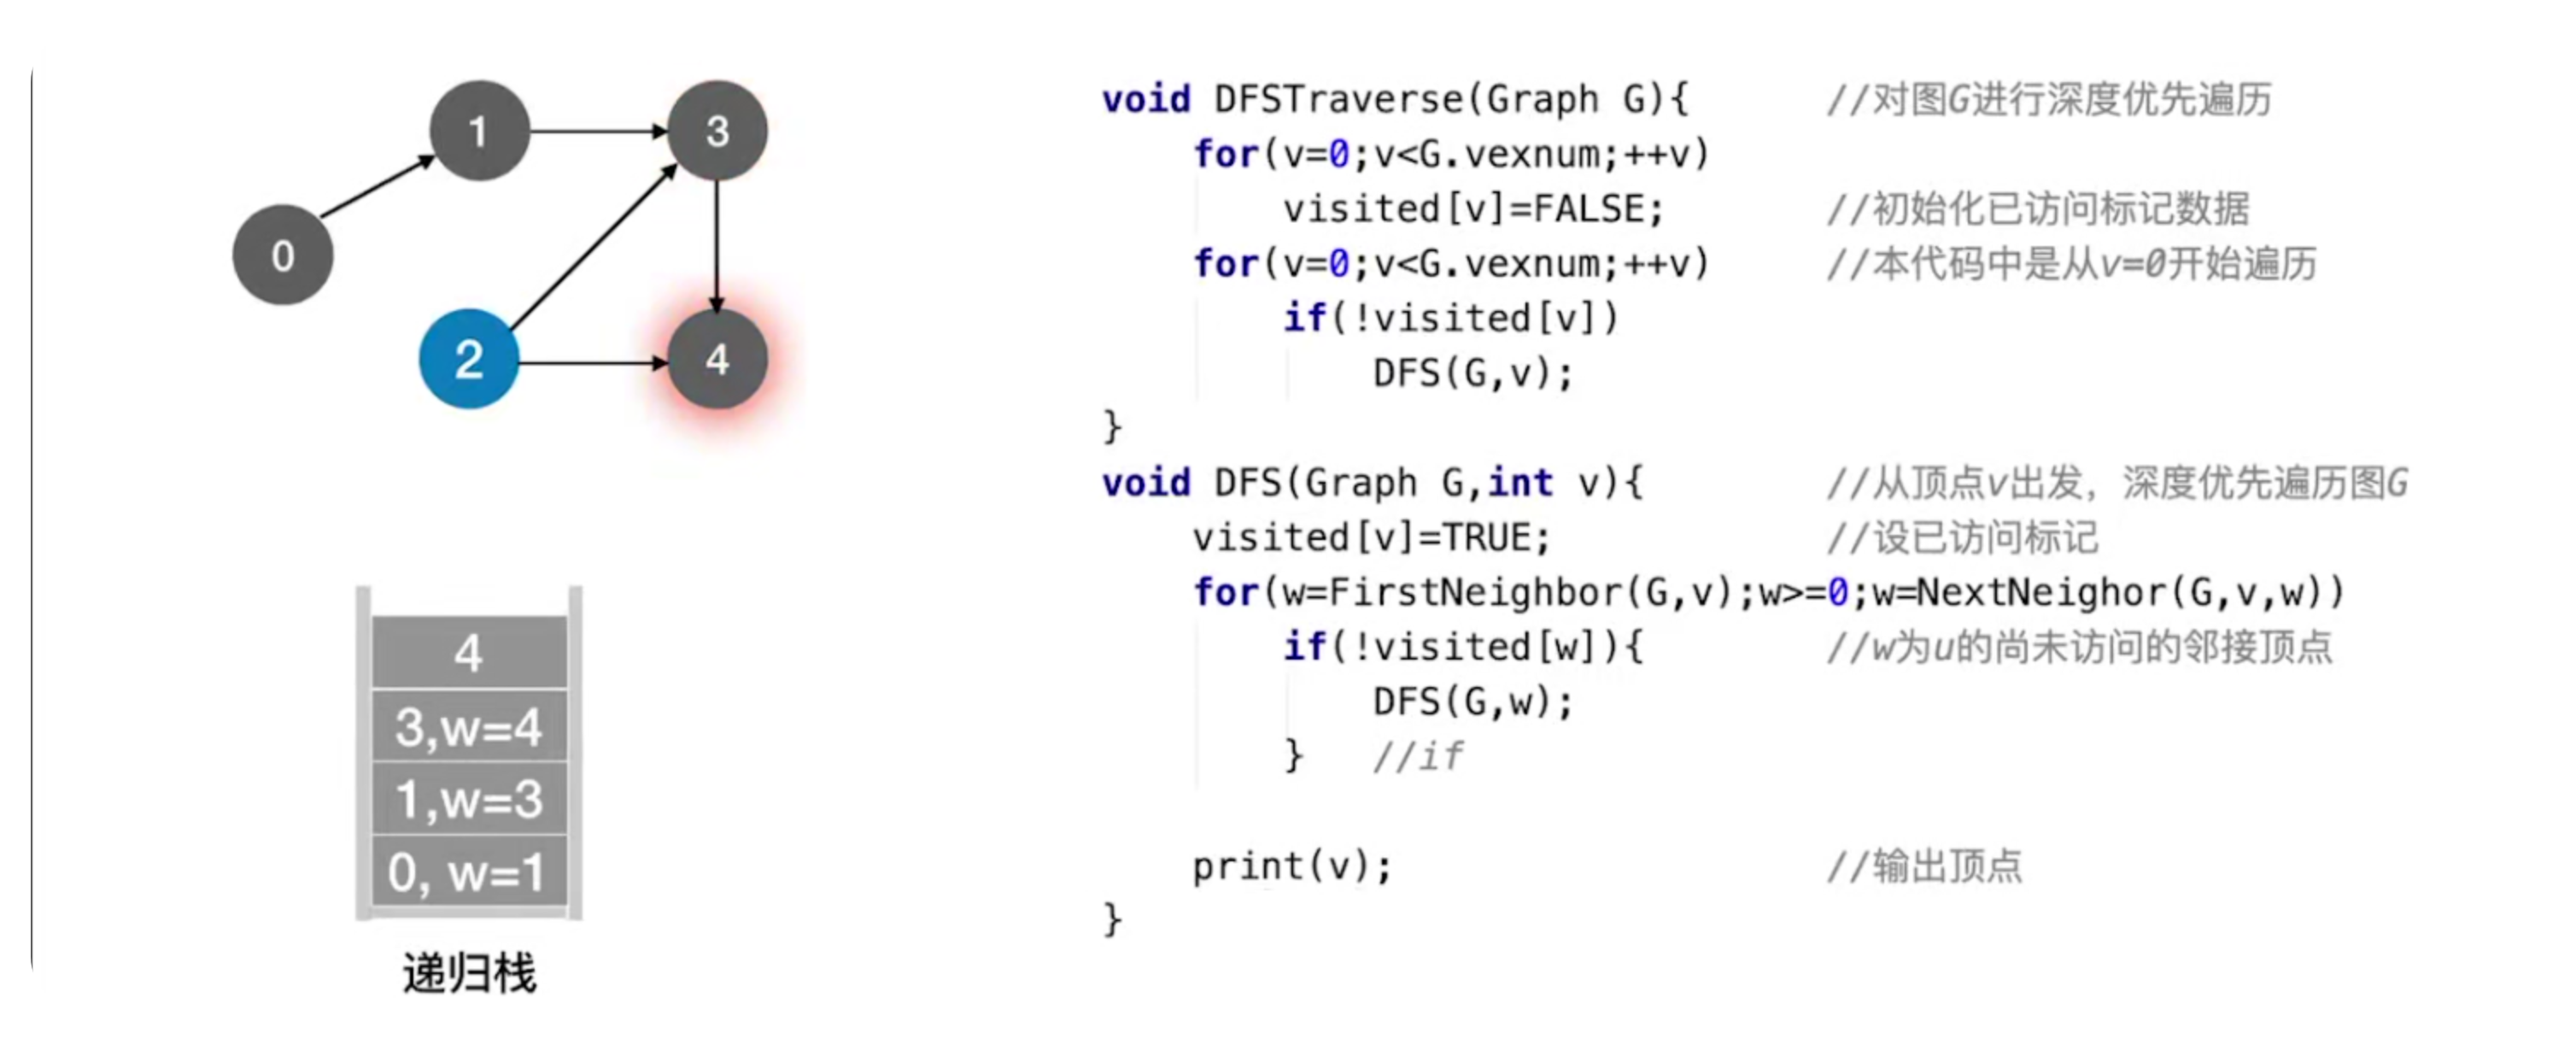 1
3
0
2
4
4
3,w=4
1,w=3
0, w=1
递归栈
void DFSTraverse(Graph G){ //对图G进行深度优先遍历
for(v=0;v<G.vexnum;++v)
visited[v]=FALSE; //初始化已访问标记数据
for(v=0;v<G.vexnum;++v) //本代码中是从v=0开始遍历
if(!visited[v])
DFS(G,v);
}
void DFS(Graph G,int v){ //从顶点v出发，深度优先遍历图G
visited[v]=TRUE; //设已访问标记
for(w=FirstNeighbor(G,v);w>=0;w=NextNeighor(G,v,w))
if(!visited[w]){ //w为u的尚未访问的邻接顶点
DFS(G,w);
} //if
print(v); //输出顶点
}